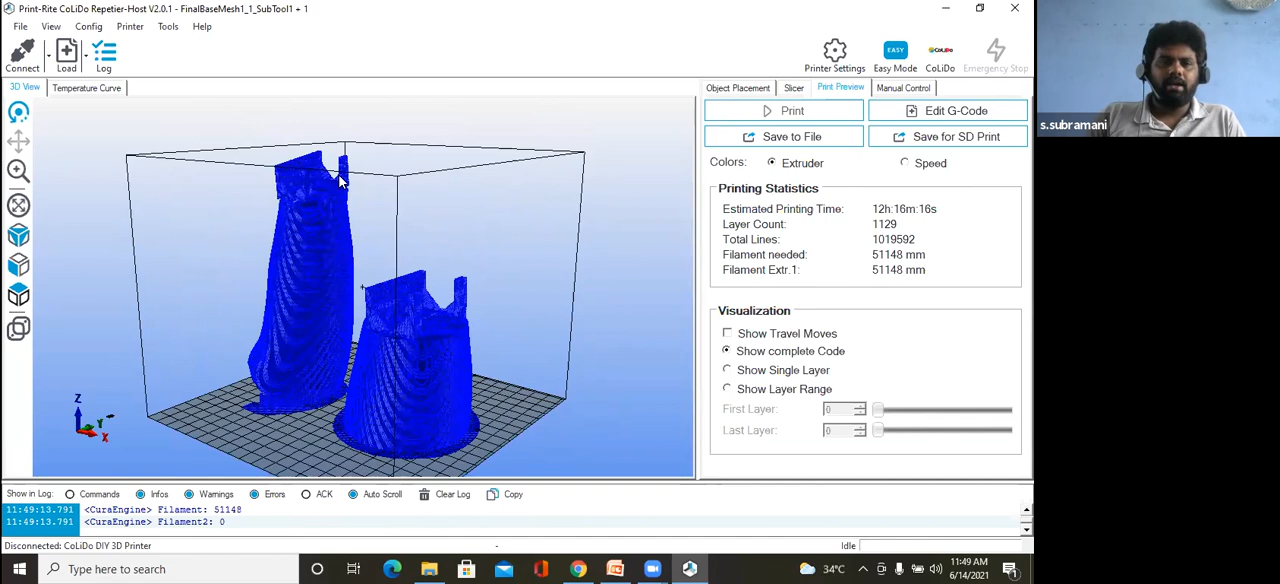 Print-Rite CoLiDo Repetier-Host V2.0.1 - FinalBaseMesh1_1_SubTool1 + 1
File View Config Printer Tools Help
Connect Load Log Printer Settings Easy Mode CoLiDo Emergency Stop
EASY
CoLiDo
3D View Temperature Curve
Object Placement Slicer Print Preview Manual Control
Print Edit G-Code
Save to File Save for SD Print
Colors: Extruder Speed
Printing Statistics
Estimated Printing Time: 12h:16m:16s
Layer Count: 1129
Total Lines: 1019592
Filament needed: 51148 mm
Filament Extr.1: 51148 mm
Visualization
Show Travel Moves
Show complete Code
Show Single Layer
Show Layer Range
First Layer: 0
Last Layer: 0
Z
Y
X
s.subramani
Show in Log: Commands Infos Warnings Errors ACK Auto Scroll Clear Log Copy
11:49:13.791 <CuraEngine> Filament: 51148
11:49:13.791 <CuraEngine> Filament2: 0
Disconnected: CoLiDo DIY 3D Printer - Idle
Type here to search
34°C
11:49 AM
6/14/2021
1